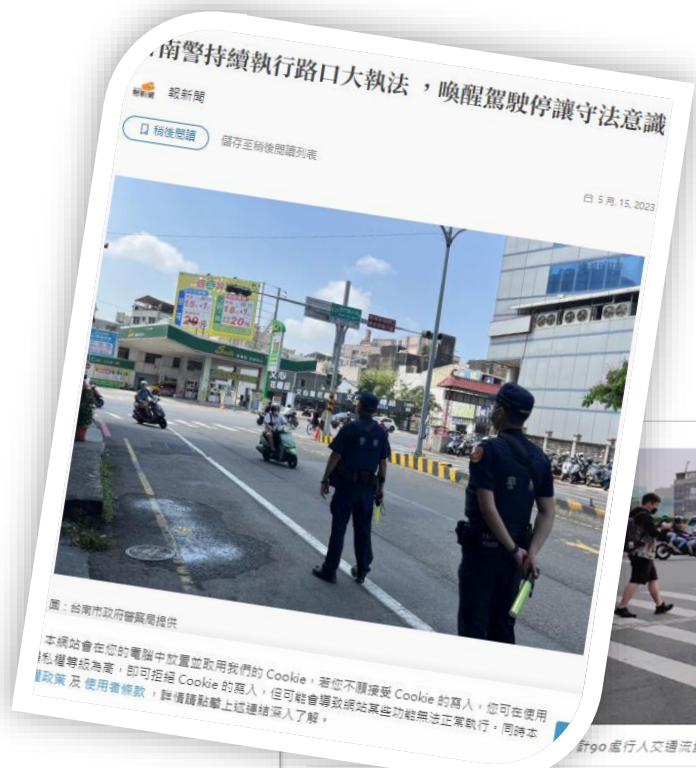 南警持續執行路口大執法，喚醒駕駛停讓守法意識
報新聞
稍後閱讀
儲存至稍後閱讀列表
5 月, 15, 2023
圖：台南市政府警察局提供
本網站會在您的電腦中放置並取用我們的 Cookie，若您不願接受 Cookie 的寫入，您可在使用
私權等級為高，即可拒絕 Cookie 的寫入，但可能會導致網站某些功能無法正常執行。同時本
政策 及 使用者條款 ，詳情請點擊上述連結深入了解。
計90處行人交通流